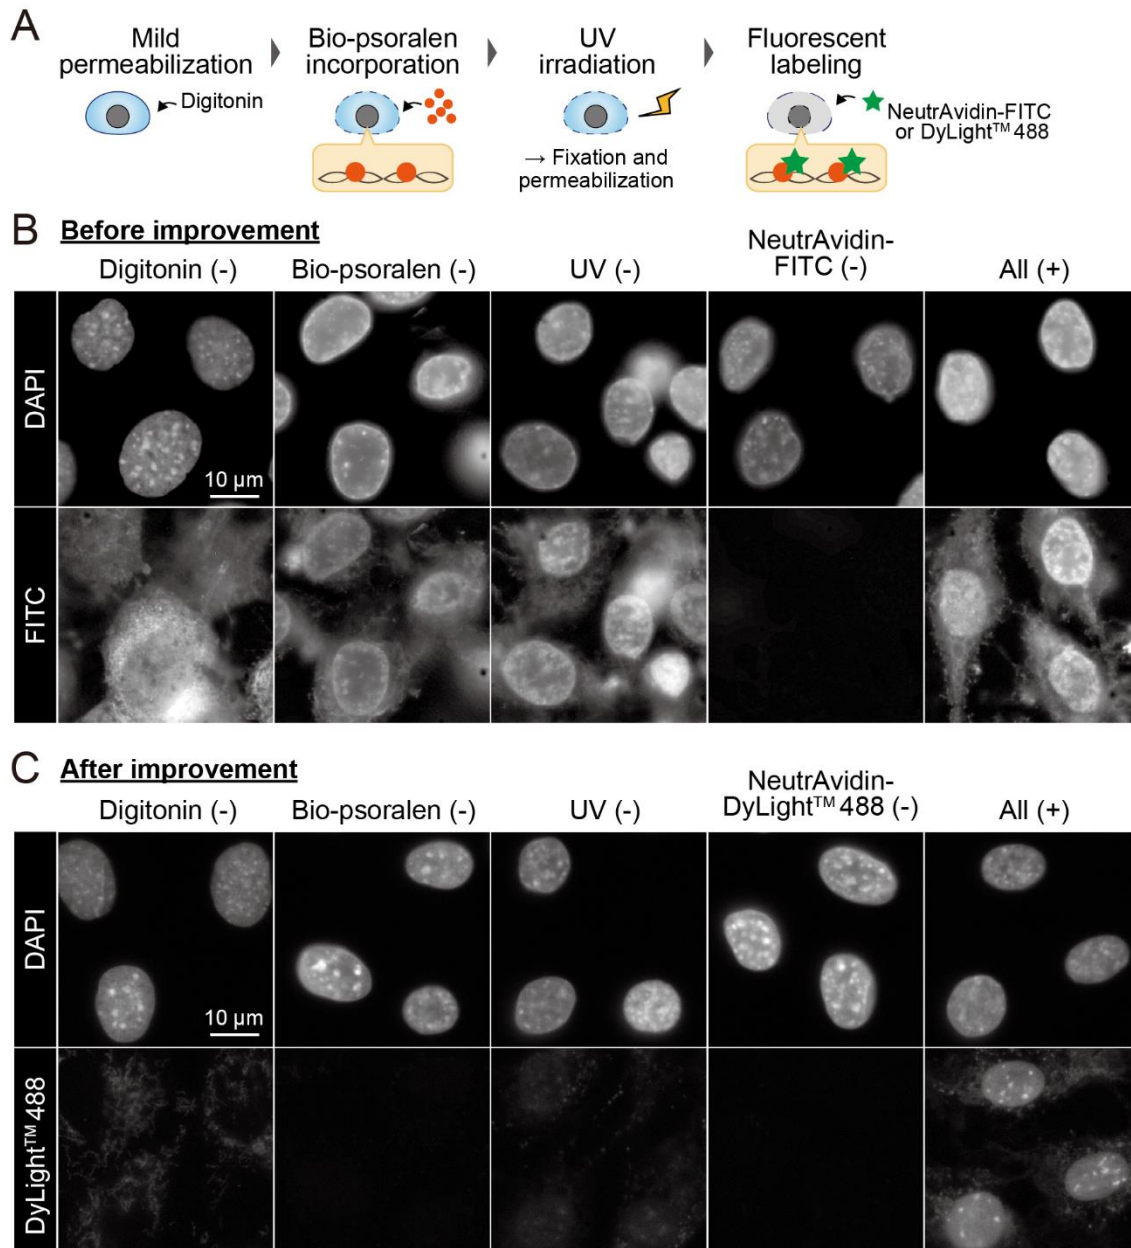 A
Mild
permeabilization
Digitonin
Bio-psoralen
incorporation
UV
irradiation
→ Fixation and
permeabilization
Fluorescent
labeling
NeutrAvidin-FITC
or DyLight™ 488
B Before improvement
Digitonin (-)
Bio-psoralen (-)
UV (-)
NeutrAvidin-
FITC (-)
All (+)
DAPI
10 µm
FITC
C After improvement
Digitonin (-)
Bio-psoralen (-)
UV (-)
NeutrAvidin-
DyLight™ 488 (-)
All (+)
DAPI
10 µm
DyLight™ 488